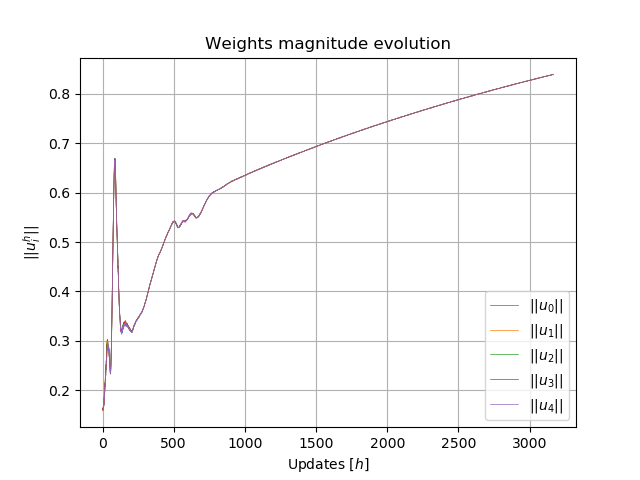 Weights magnitude evolution
||u_i^h||
0.8
0.7
0.6
0.5
0.4
0.3
0.2
||u_0||
||u_1||
||u_2||
||u_3||
||u_4||
0 500 1000 1500 2000 2500 3000
Updates [h]